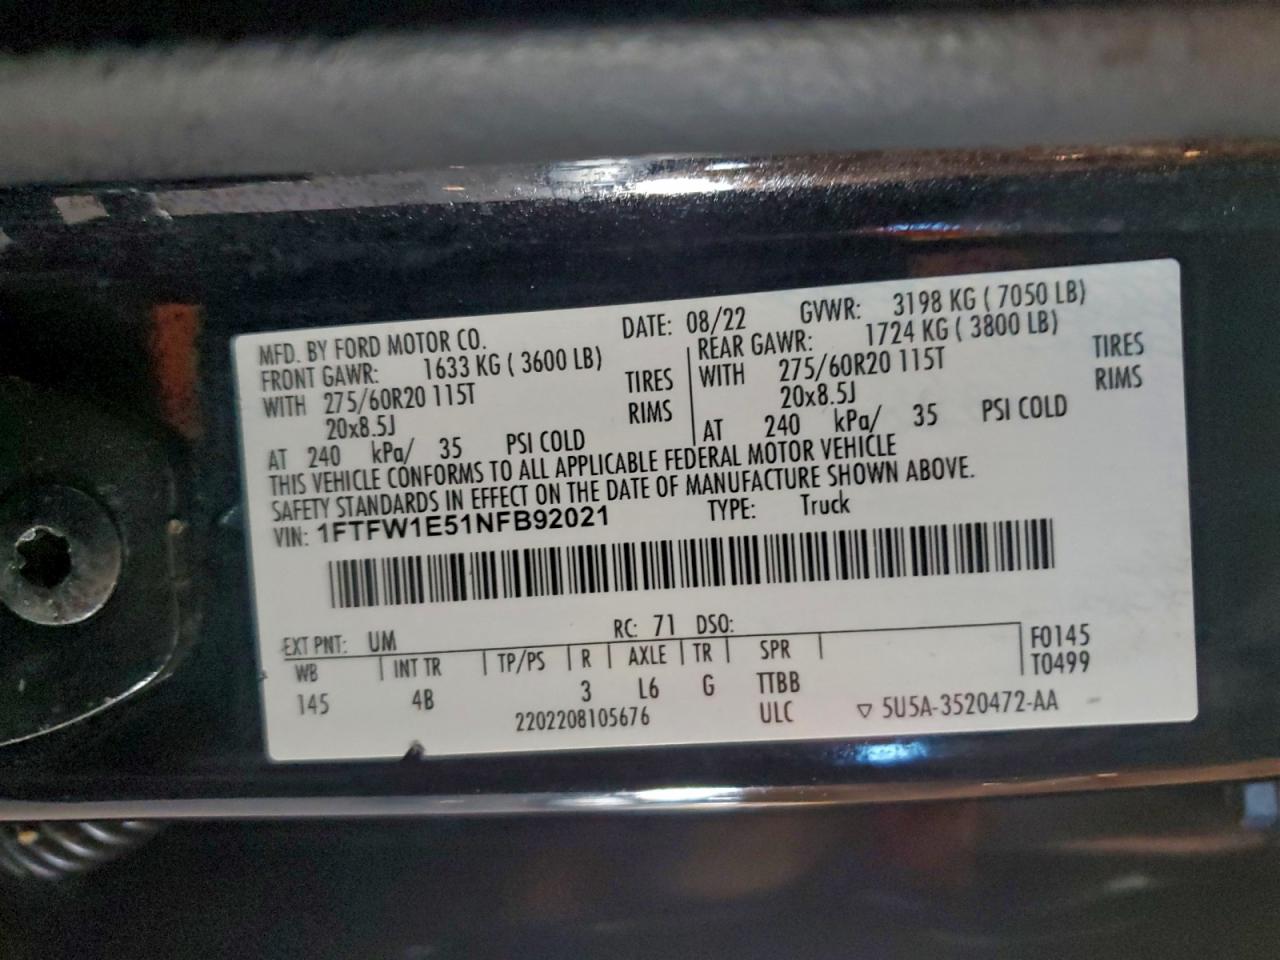 MFD. BY FORD MOTOR CO. DATE: 08/22 GVWR: 3198 KG ( 7050 LB)
FRONT GAWR: 1633 KG ( 3600 LB) REAR GAWR: 1724 KG ( 3800 LB)
WITH 275/60R20 115T TIRES WITH 275/60R20 115T TIRES
20x8.5J RIMS 20x8.5J RIMS
AT 240 kPa/ 35 PSI COLD AT 240 kPa/ 35 PSI COLD
THIS VEHICLE CONFORMS TO ALL APPLICABLE FEDERAL MOTOR VEHICLE
SAFETY STANDARDS IN EFFECT ON THE DATE OF MANUFACTURE SHOWN ABOVE.
VIN: 1FTFW1E51NFB92021 TYPE: Truck
EXT PNT: UM RC: 71 DSO:
WB INT TR TP/PS R AXLE TR SPR F0145
145 4B 3 L6 G TTBB T0499
2202208105676 ULC ▽ 5U5A-3520472-AA